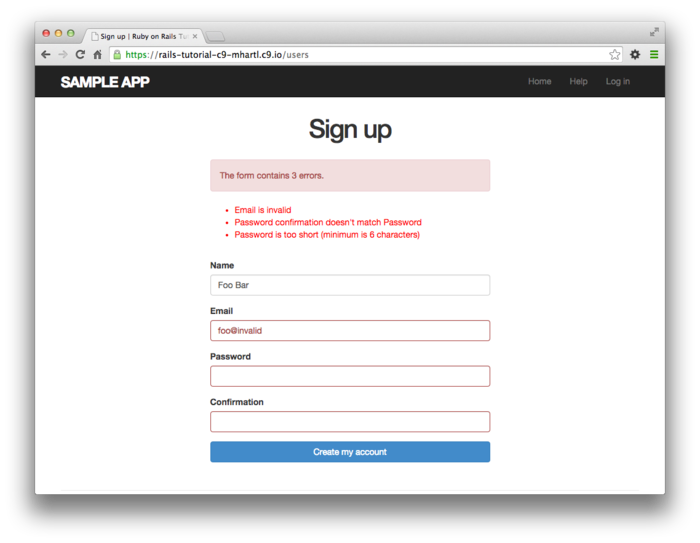 Sign up | Ruby on Rails Tu
https://rails-tutorial-c9-mhartl.c9.io/users
SAMPLE APP
Home Help Log in
Sign up
The form contains 3 errors.
• Email is invalid
• Password confirmation doesn't match Password
• Password is too short (minimum is 6 characters)
Name
Foo Bar
Email
foo@invalid
Password
Confirmation
Create my account